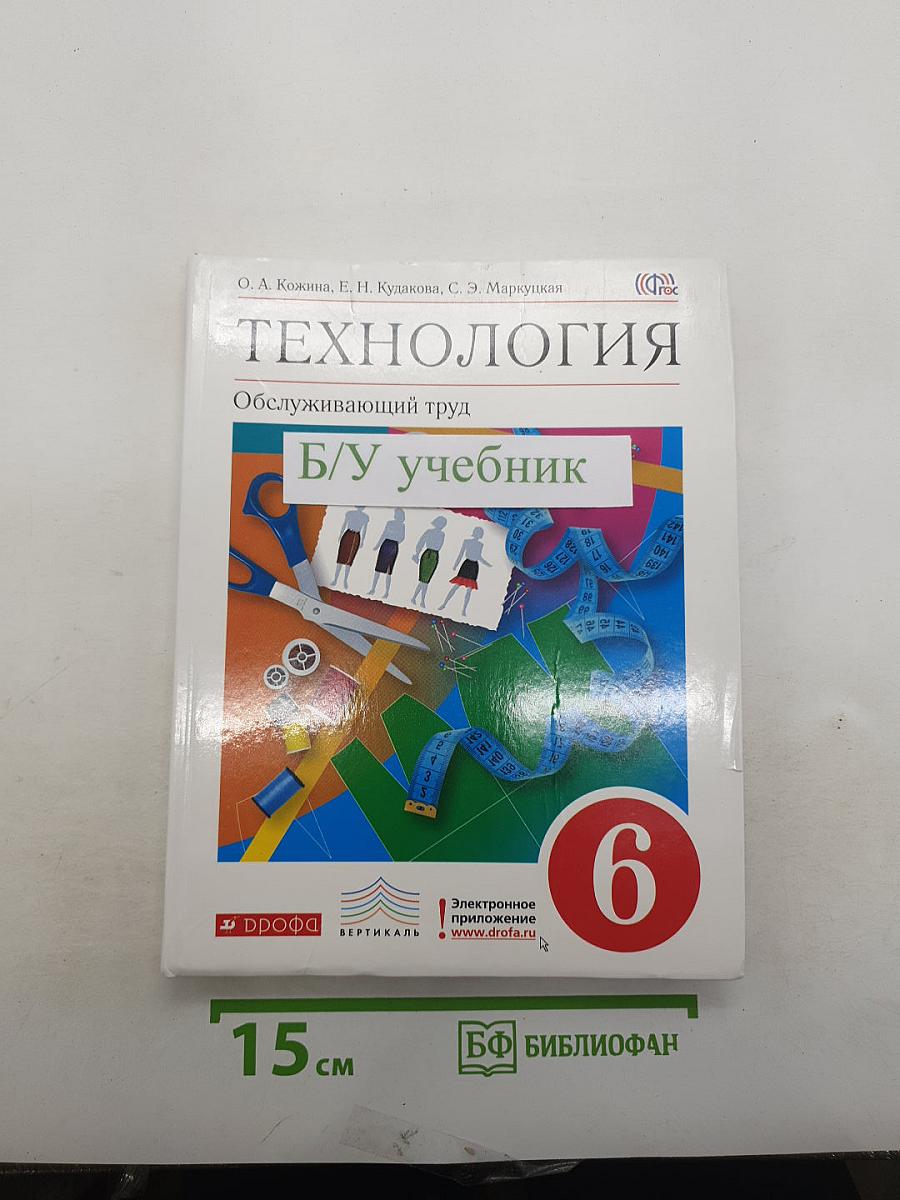 О. А. Кожина, Е. Н. Кудакова, С. Э. Маркуцкая
ФГОС
ТЕХНОЛОГИЯ
Обслуживающий труд
Б/У учебник
6
ДРОФА
ВЕРТИКАЛЬ
! Электронное
приложение
www.drofa.ru
15 см
БФ БИБЛИОФАН